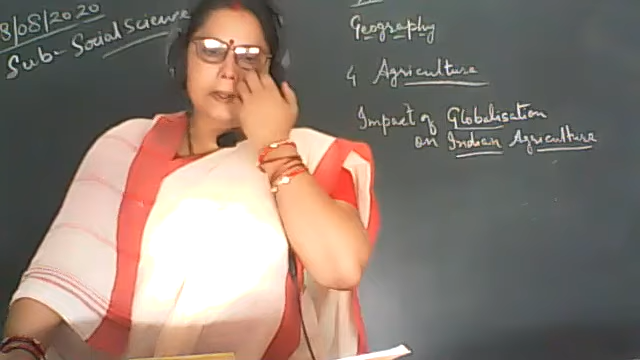 8/08/2020
Sub- Social Science
Geography
4 Agriculture
Impact of Globalisation
on Indian Agriculture